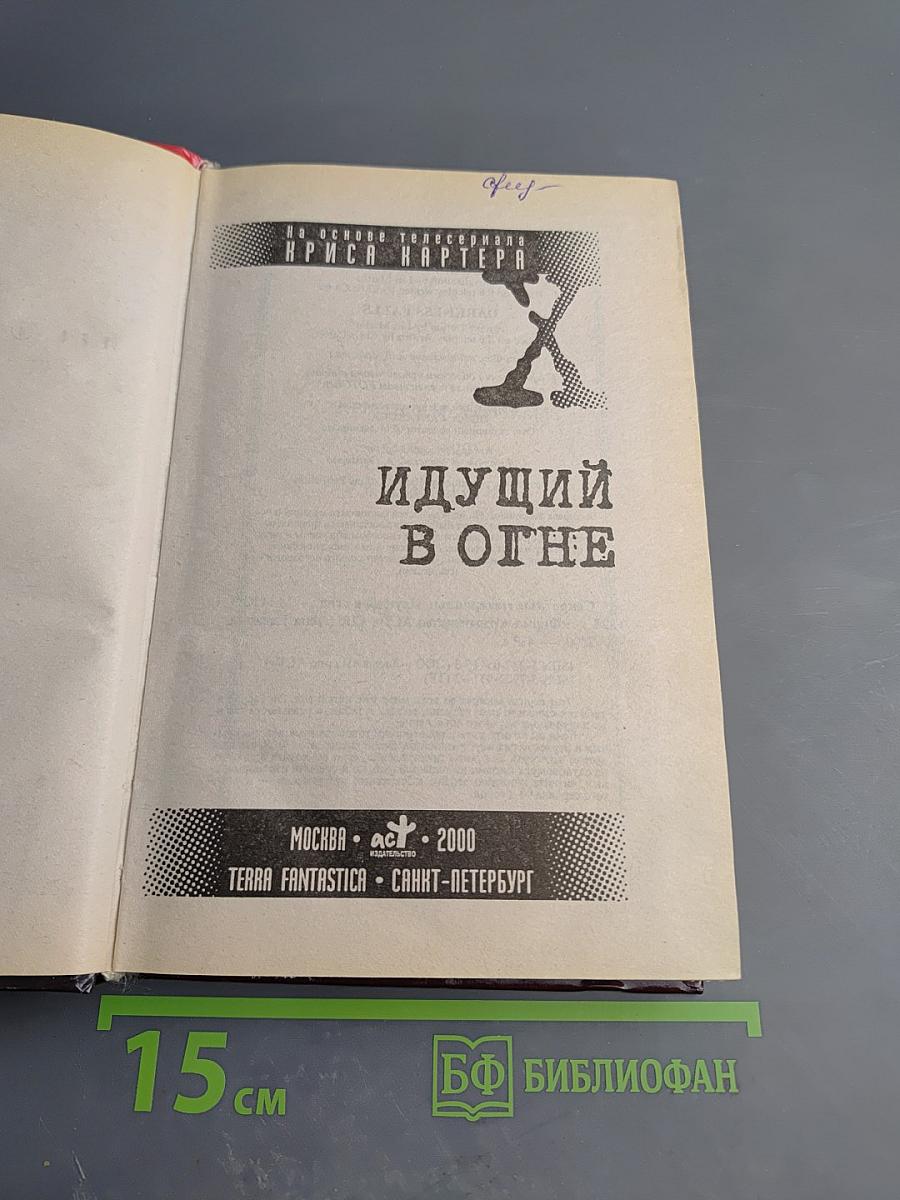 На основе телесериала
КРИСА КАРТЕРА
X
ИДУЩИЙ
В ОГНЕ
МОСКВА • аст • 2000
ИЗДАТЕЛЬСТВО
TERRA FANTASTICA • САНКТ-ПЕТЕРБУРГ
15 см
БФ БИБЛИОФАН